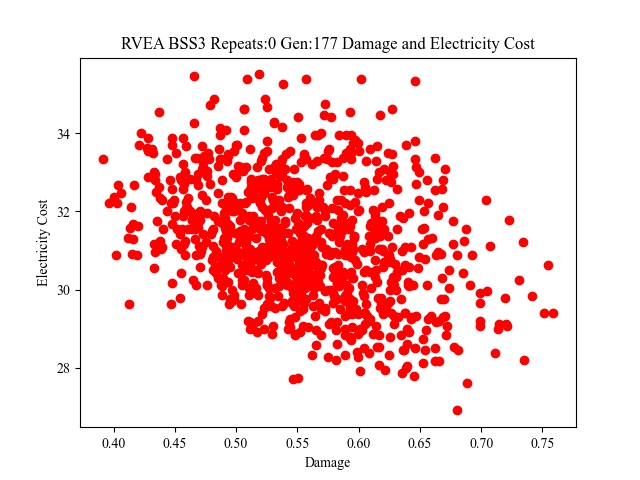 RVEA BSS3 Repeats:0 Gen:177 Damage and Electricity Cost
34
32
30
28
Electricity Cost
0.40 0.45 0.50 0.55 0.60 0.65 0.70 0.75
Damage